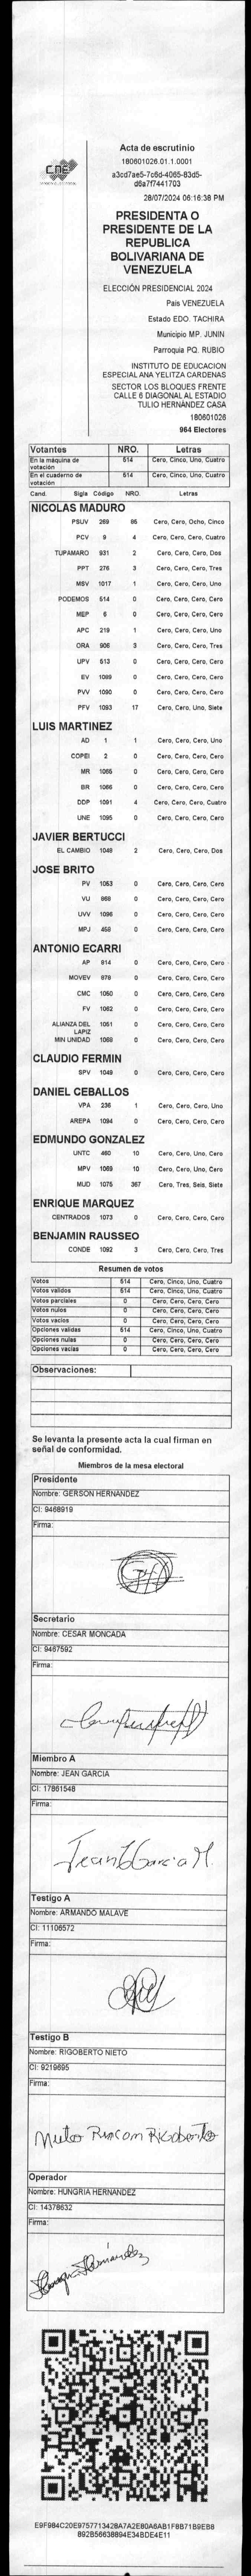 CNE
Acta de escrutinio
180601026.01.1.0001
a3cd7ae5-7c6d-4065-83d5-
d6a7f7441703
28/07/2024 06:16:38 PM
PRESIDENTA O
PRESIDENTE DE LA
REPUBLICA
BOLIVARIANA DE
VENEZUELA
ELECCIÓN PRESIDENCIAL 2024
País VENEZUELA
Estado EDO. TACHIRA
Municipio MP. JUNIN
Parroquia PQ. RUBIO
INSTITUTO DE EDUCACION
ESPECIAL ANA YELITZA CARDENAS
SECTOR LOS BLOQUES FRENTE
CALLE 6 DIAGONAL AL ESTADIO
TULIO HERNÁNDEZ CASA
180601026
964 Electores
Votantes NRO. Letras
En la máquina de votación 514 Cero, Cinco, Uno, Cuatro
En el cuaderno de votación 514 Cero, Cinco, Uno, Cuatro
Cand. Sigla Código NRO. Letras
NICOLAS MADURO
PSUV 269 85 Cero, Cero, Ocho, Cinco
PCV 9 4 Cero, Cero, Cero, Cuatro
TUPAMARO 931 2 Cero, Cero, Cero, Dos
PPT 276 3 Cero, Cero, Cero, Tres
MSV 1017 1 Cero, Cero, Cero, Uno
PODEMOS 514 0 Cero, Cero, Cero, Cero
MEP 6 0 Cero, Cero, Cero, Cero
APC 219 1 Cero, Cero, Cero, Uno
ORA 906 3 Cero, Cero, Cero, Tres
UPV 513 0 Cero, Cero, Cero, Cero
EV 1089 0 Cero, Cero, Cero, Cero
PVV 1090 0 Cero, Cero, Cero, Cero
PFV 1093 17 Cero, Cero, Uno, Siete
LUIS MARTINEZ
AD 1 1 Cero, Cero, Cero, Uno
COPEI 2 0 Cero, Cero, Cero, Cero
MR 1065 0 Cero, Cero, Cero, Cero
BR 1066 0 Cero, Cero, Cero, Cero
DDP 1091 4 Cero, Cero, Cero, Cuatro
UNE 1095 0 Cero, Cero, Cero, Cero
JAVIER BERTUCCI
EL CAMBIO 1048 2 Cero, Cero, Cero, Dos
JOSE BRITO
PV 1053 0 Cero, Cero, Cero, Cero
VU 868 0 Cero, Cero, Cero, Cero
UVV 1096 0 Cero, Cero, Cero, Cero
MPJ 459 0 Cero, Cero, Cero, Cero
ANTONIO ECARRI
AP 814 0 Cero, Cero, Cero, Cero
MOVEV 979 0 Cero, Cero, Cero, Cero
CMC 1050 0 Cero, Cero, Cero, Cero
FV 1062 0 Cero, Cero, Cero, Cero
ALIANZA DEL LAPIZ 1051 0 Cero, Cero, Cero, Cero
MIN UNIDAD 1068 0 Cero, Cero, Cero, Cero
CLAUDIO FERMIN
SPV 1049 0 Cero, Cero, Cero, Cero
DANIEL CEBALLOS
VPA 236 1 Cero, Cero, Cero, Uno
AREPA 1094 0 Cero, Cero, Cero, Cero
EDMUNDO GONZALEZ
UNTC 460 10 Cero, Cero, Uno, Cero
MPV 1069 10 Cero, Cero, Uno, Cero
MUD 1075 367 Cero, Tres, Seis, Siete
ENRIQUE MARQUEZ
CENTRADOS 1073 0 Cero, Cero, Cero, Cero
BENJAMIN RAUSSEO
CONDE 1092 3 Cero, Cero, Cero, Tres
Resumen de votos
Votos 514 Cero, Cinco, Uno, Cuatro
Votos validos 514 Cero, Cinco, Uno, Cuatro
Votos parciales 0 Cero, Cero, Cero, Cero
Votos nulos 0 Cero, Cero, Cero, Cero
Votos vacios 0 Cero, Cero, Cero, Cero
Opciones validas 514 Cero, Cinco, Uno, Cuatro
Opciones nulas 0 Cero, Cero, Cero, Cero
Opciones vacias 0 Cero, Cero, Cero, Cero
Observaciones:
Se levanta la presente acta la cual firman en
señal de conformidad.
Miembros de la mesa electoral
Presidente
Nombre: GERSON HERNANDEZ
CI: 9468919
Firma:
Secretario
Nombre: CESAR MONCADA
CI: 9467592
Firma:
Miembro A
Nombre: JEAN GARCIA
CI: 17861548
Firma:
Jean Garcia M.
Testigo A
Nombre: ARMANDO MALAVE
CI: 11106572
Firma:
Testigo B
Nombre: RIGOBERTO NIETO
CI: 9219695
Firma:
Nieto Rincon Rigoberto
Operador
Nombre: HUNGRIA HERNANDEZ
CI: 14378632
Firma:
Hungria Hernández
E9F984C20E9757713428A7A2E80A6AB1F8B71B9EB8
892B56638894E34BDE4E11